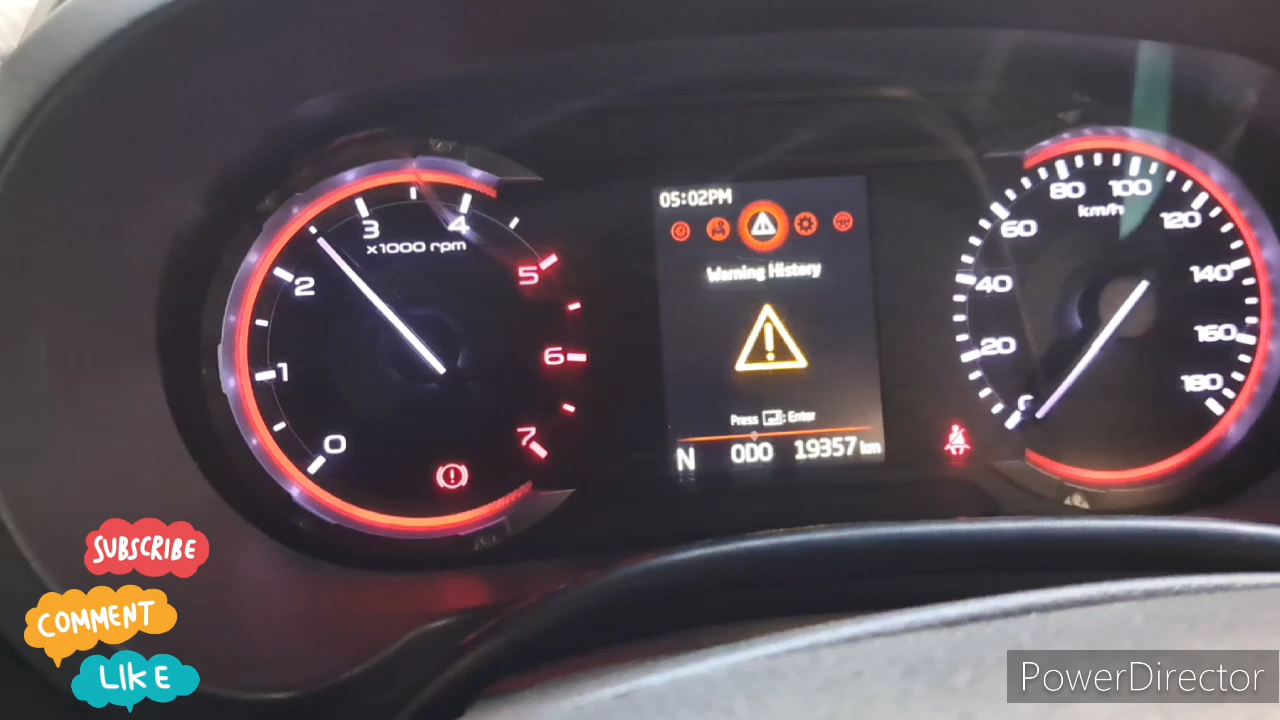 05:02PM
Warning History
Press : Enter
N ODO 19357 km
0
1
2
3
4
5
6
7
x1000 rpm
0
20
40
60
80
100
120
140
160
180
km/h
SUBSCRIBE
COMMENT
LIKE
PowerDirector